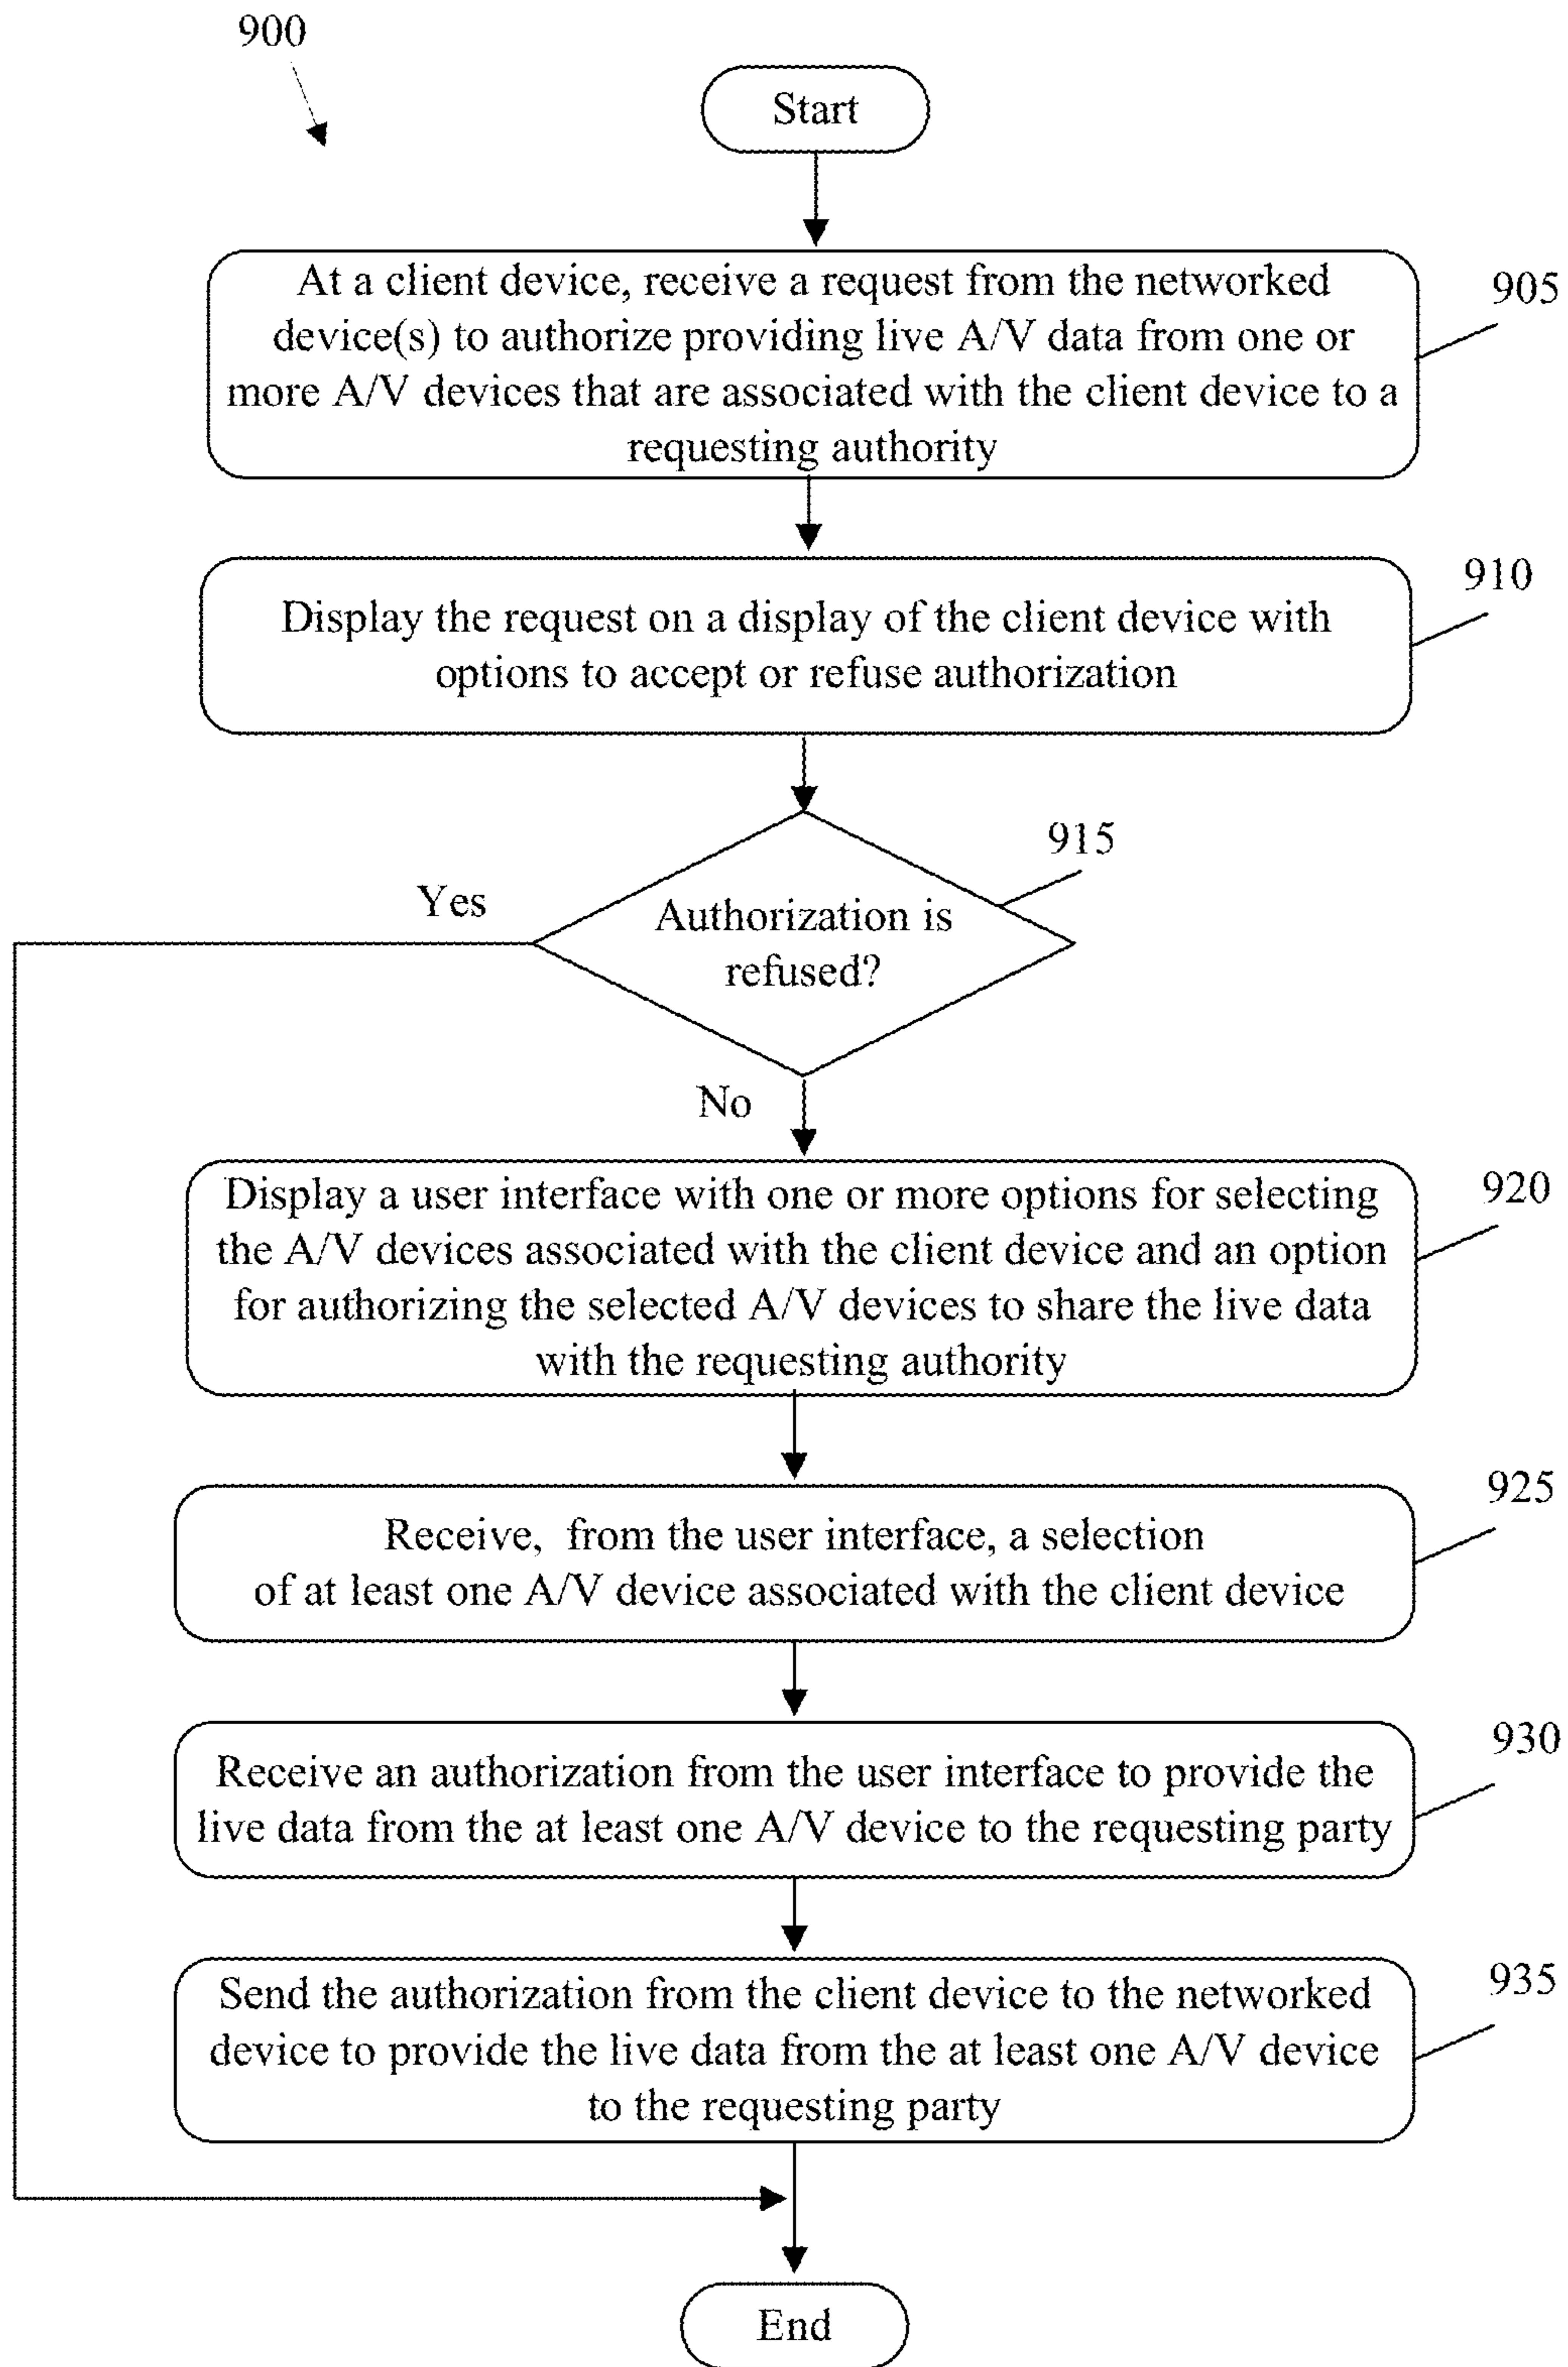 900
Start
At a client device, receive a request from the networked
device(s) to authorize providing live A/V data from one or
more A/V devices that are associated with the client device to a
requesting authority
905
Display the request on a display of the client device with
options to accept or refuse authorization
910
915
Yes
Authorization is
refused?
No
Display a user interface with one or more options for selecting
the A/V devices associated with the client device and an option
for authorizing the selected A/V devices to share the live data
with the requesting authority
920
Receive, from the user interface, a selection
of at least one A/V device associated with the client device
925
Receive an authorization from the user interface to provide the
live data from the at least one A/V device to the requesting party
930
Send the authorization from the client device to the networked
device to provide the live data from the at least one A/V device
to the requesting party
935
End